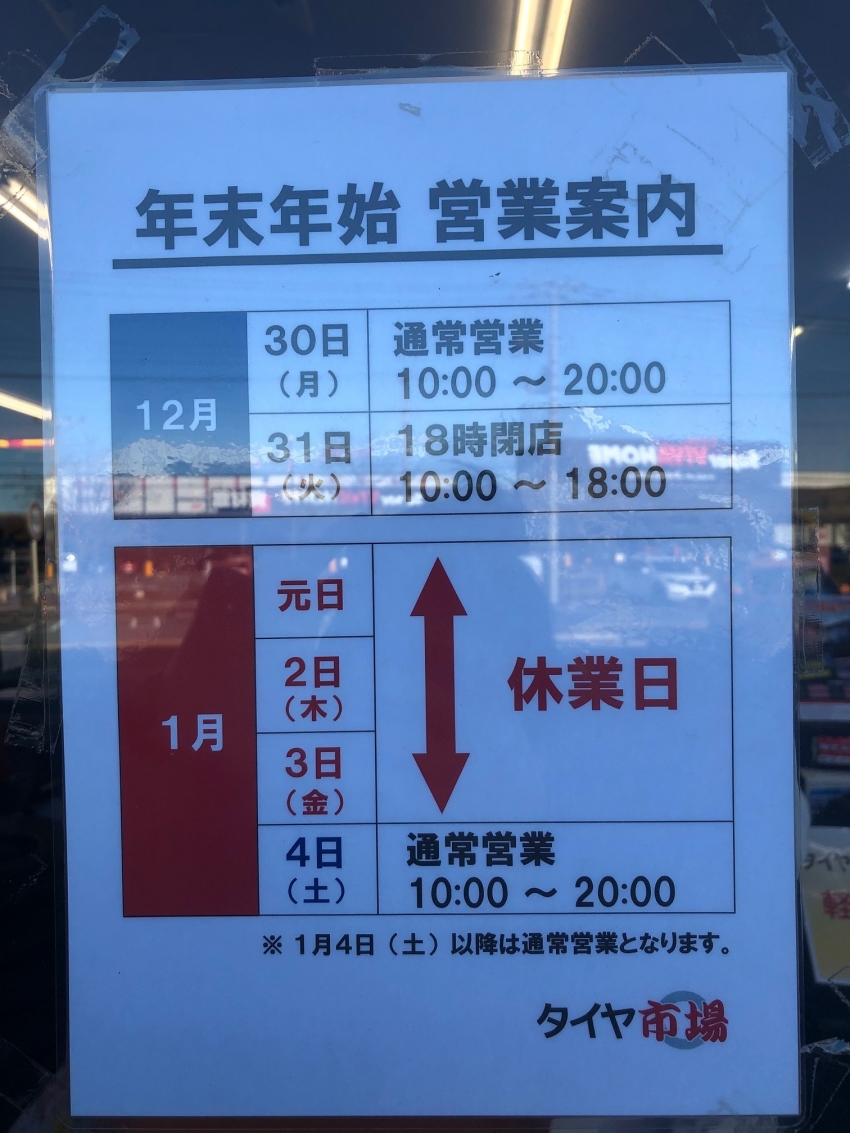 年末年始 営業案内
12月
30日
（月）
通常営業
10:00 ～ 20:00
31日
（火）
18時閉店
10:00 ～ 18:00
1月
元日
2日
（木）
3日
（金）
休業日
4日
（土）
通常営業
10:00 ～ 20:00
※ 1月4日（土）以降は通常営業となります。
タイヤ市場
HOME
タイヤ